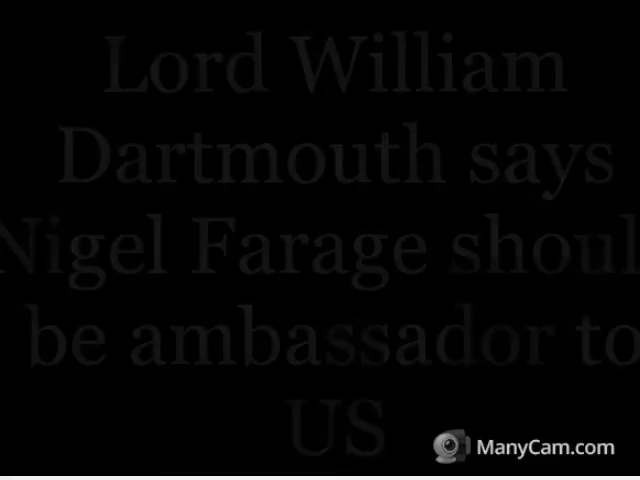 Lord William
Dartmouth says
Nigel Farage shoul
be ambassador to
US
ManyCam.com